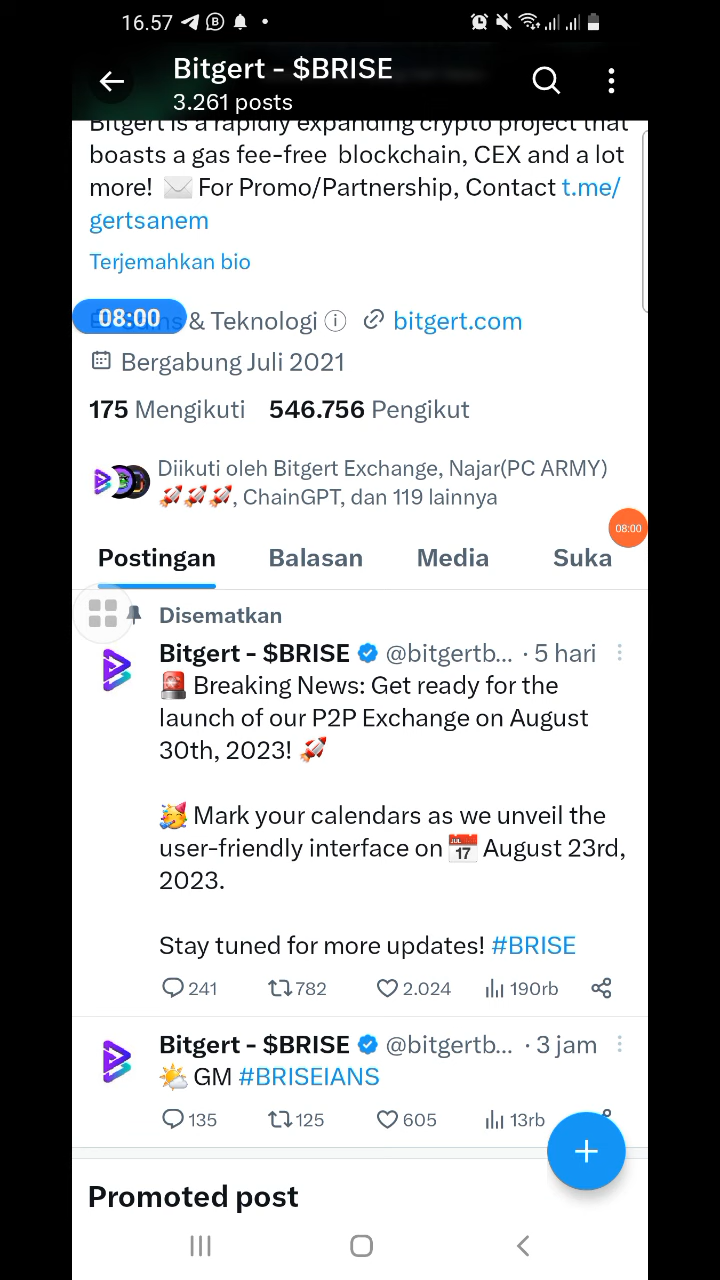 16.57
Bitgert - $BRISE
3.261 posts
Bitgert is a rapidly expanding crypto project that
boasts a gas fee-free blockchain, CEX and a lot
more! ✉️ For Promo/Partnership, Contact t.me/
gertsanem
Terjemahkan bio
08:00
& Teknologi bitgert.com
Bergabung Juli 2021
175 Mengikuti 546.756 Pengikut
Diikuti oleh Bitgert Exchange, Najar(PC ARMY)
🚀🚀🚀, ChainGPT, dan 119 lainnya
08:00
Postingan Balasan Media Suka
Disematkan
Bitgert - $BRISE @bitgertb... · 5 hari
🚨 Breaking News: Get ready for the
launch of our P2P Exchange on August
30th, 2023! 🚀
🥳 Mark your calendars as we unveil the
user-friendly interface on 📅 August 23rd,
2023.
Stay tuned for more updates! #BRISE
241 782 2.024 190rb
Bitgert - $BRISE @bitgertb... · 3 jam
🌤️ GM #BRISEIANS
135 125 605 13rb
Promoted post